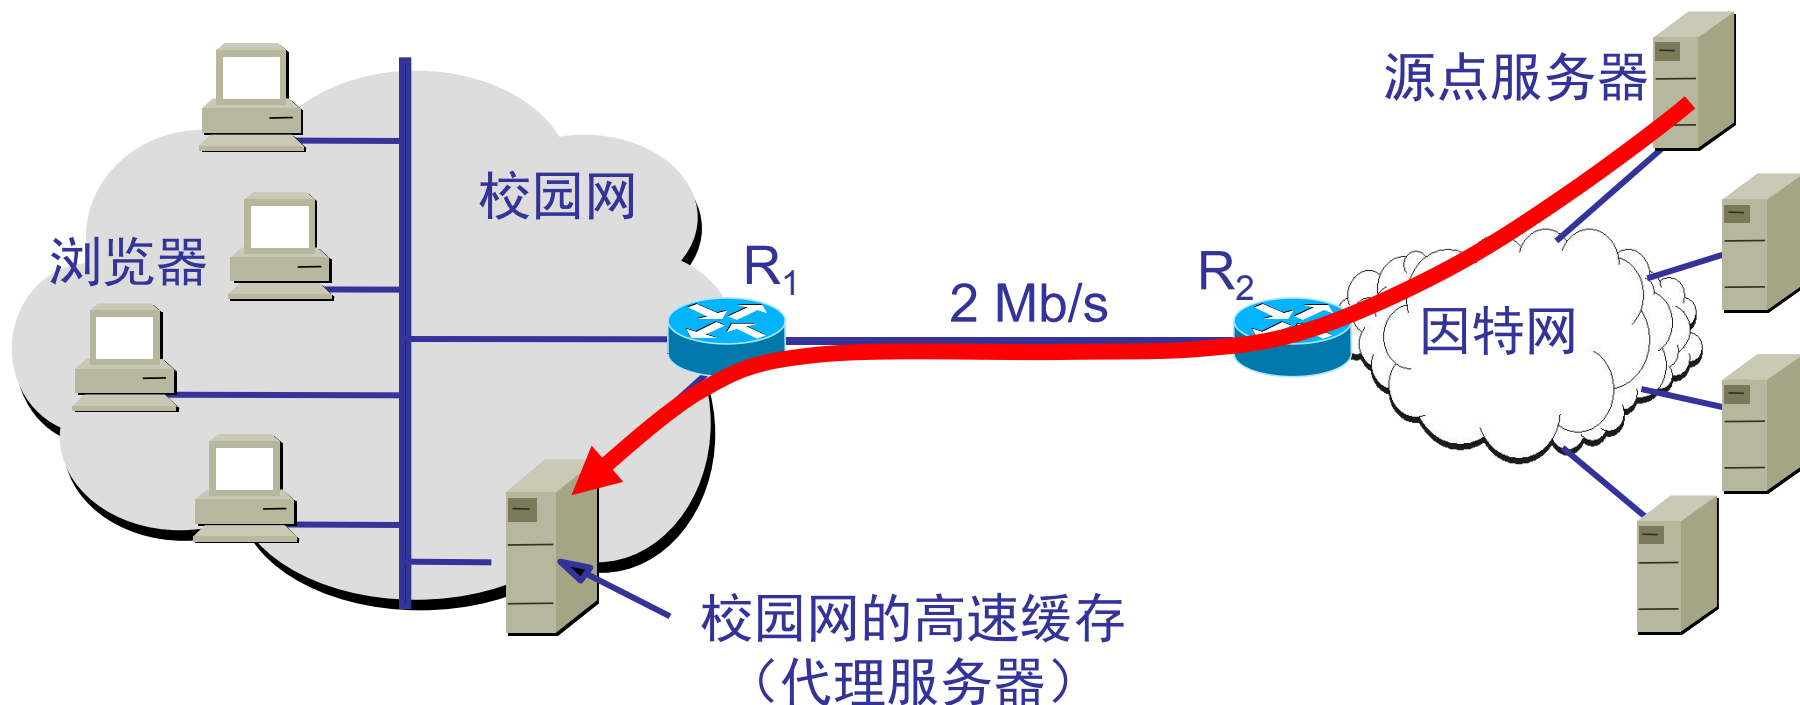 源点服务器
校园网
浏览器
R1
2 Mb/s
R2
因特网
校园网的高速缓存
（代理服务器）